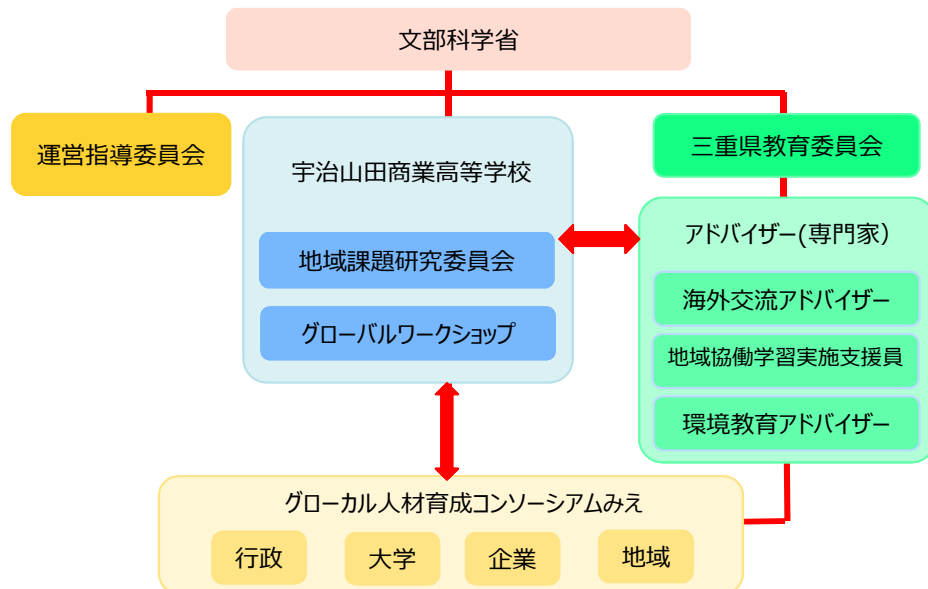 文部科学省
運営指導委員会
宇治山田商業高等学校
地域課題研究委員会
グローバルワークショップ
三重県教育委員会
アドバイザー(専門家）
海外交流アドバイザー
地域協働学習実施支援員
環境教育アドバイザー
グローカル人材育成コンソーシアムみえ
行政
大学
企業
地域